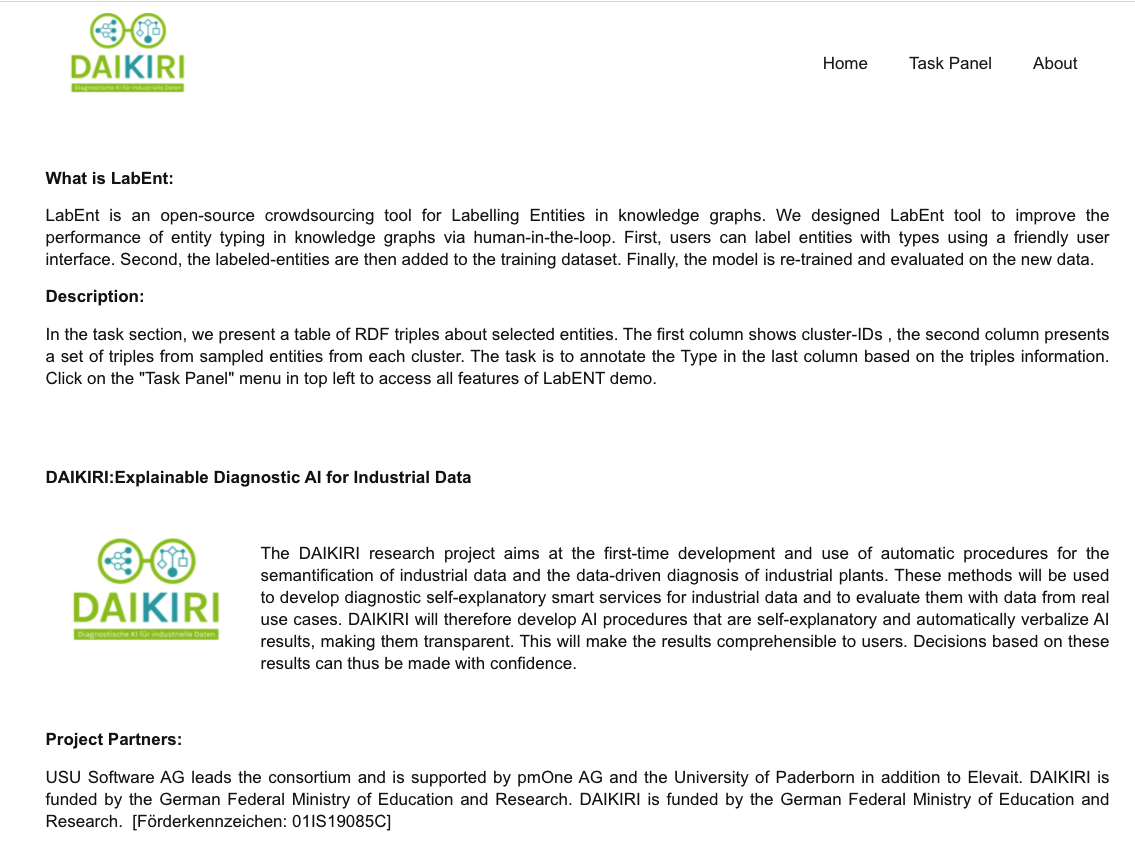 DAIKIRI
Diagnostische KI für industrielle Daten
Home Task Panel About
What is LabEnt:
LabEnt is an open-source crowdsourcing tool for Labelling Entities in knowledge graphs. We designed LabEnt tool to improve the
performance of entity typing in knowledge graphs via human-in-the-loop. First, users can label entities with types using a friendly user
interface. Second, the labeled-entities are then added to the training dataset. Finally, the model is re-trained and evaluated on the new data.
Description:
In the task section, we present a table of RDF triples about selected entities. The first column shows cluster-IDs , the second column presents
a set of triples from sampled entities from each cluster. The task is to annotate the Type in the last column based on the triples information.
Click on the "Task Panel" menu in top left to access all features of LabENT demo.
DAIKIRI:Explainable Diagnostic AI for Industrial Data
DAIKIRI
Diagnostische KI für industrielle Daten
The DAIKIRI research project aims at the first-time development and use of automatic procedures for the
semantification of industrial data and the data-driven diagnosis of industrial plants. These methods will be used
to develop diagnostic self-explanatory smart services for industrial data and to evaluate them with data from real
use cases. DAIKIRI will therefore develop AI procedures that are self-explanatory and automatically verbalize AI
results, making them transparent. This will make the results comprehensible to users. Decisions based on these
results can thus be made with confidence.
Project Partners:
USU Software AG leads the consortium and is supported by pmOne AG and the University of Paderborn in addition to Elevait. DAIKIRI is
funded by the German Federal Ministry of Education and Research. DAIKIRI is funded by the German Federal Ministry of Education and
Research. [Förderkennzeichen: 01IS19085C]